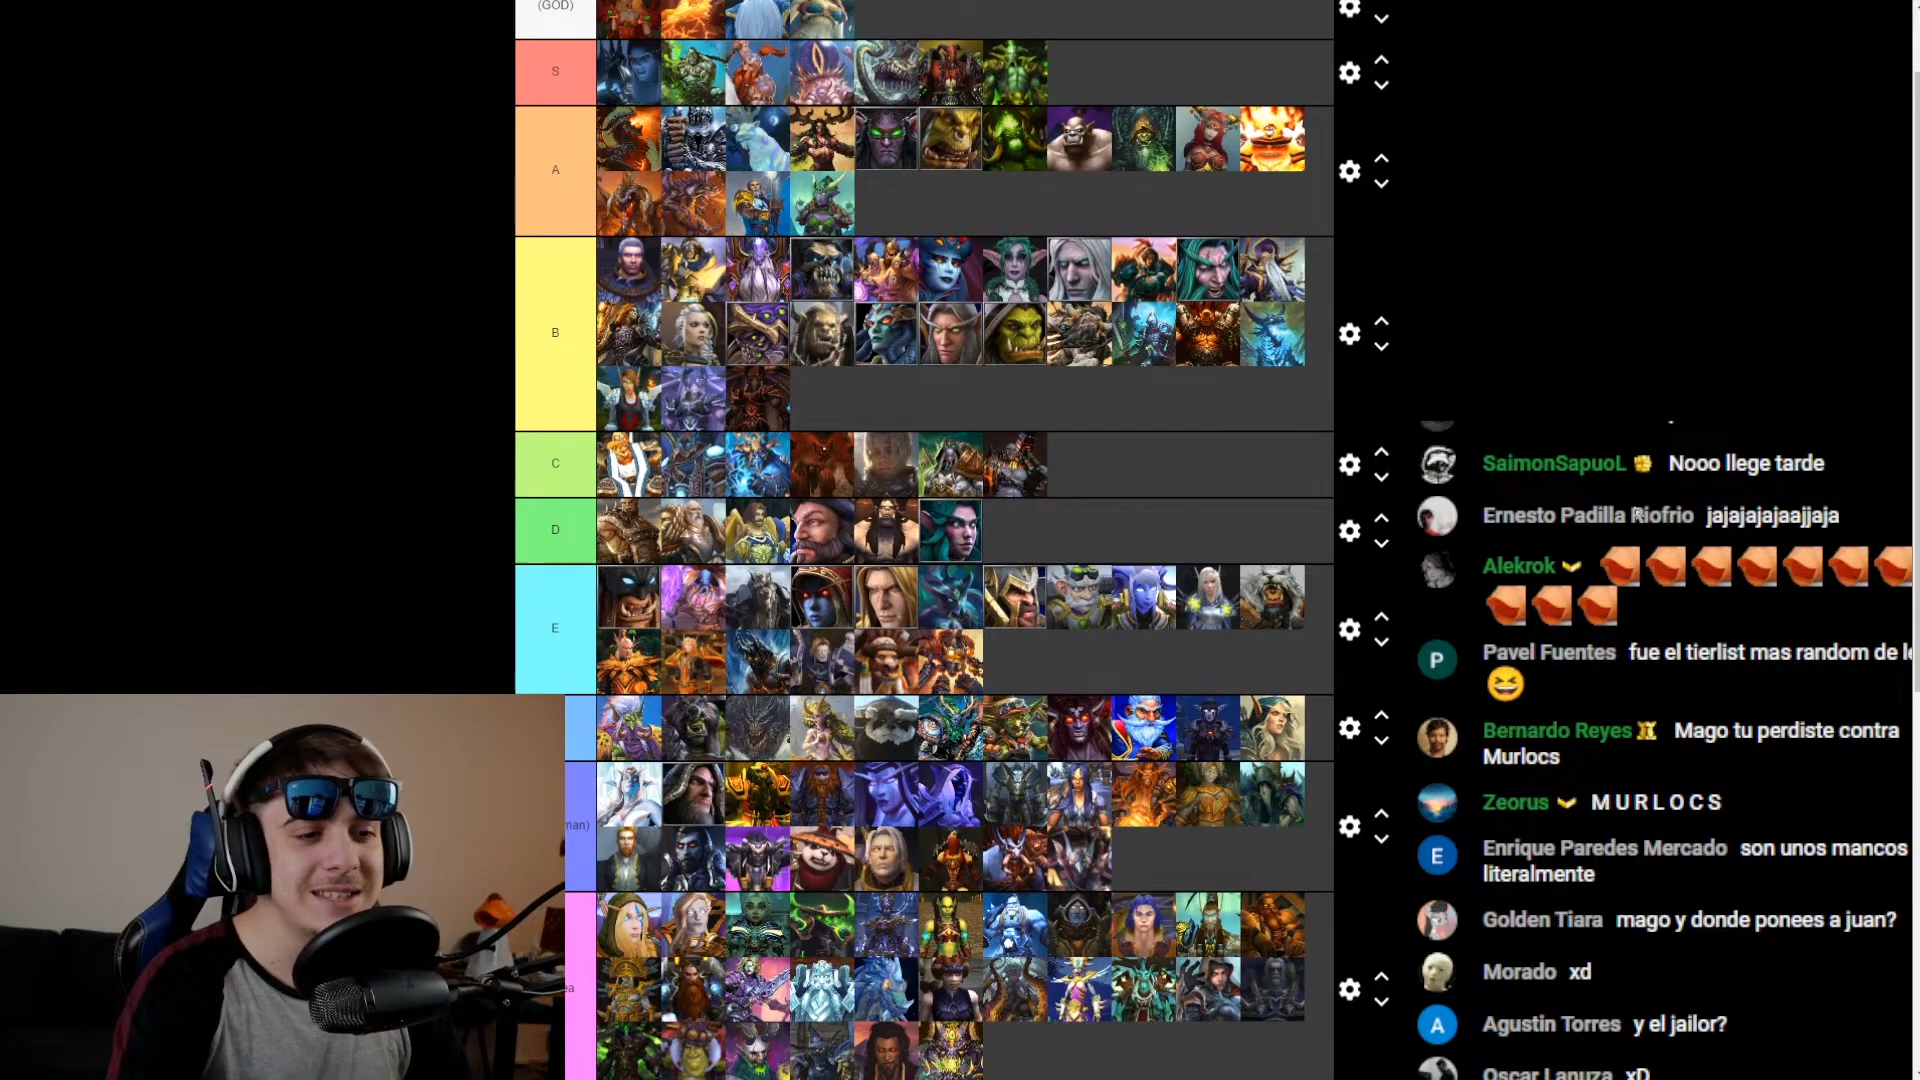 (GOD)
S
A
B
C
D
E
man)
ea
SaimonSapuoL Nooo llege tarde
Ernesto Padilla Riofrio jajajajajaajjaja
Alekrok
P Pavel Fuentes fue el tierlist mas random de
Bernardo Reyes Mago tu perdiste contra
Murlocs
Zeorus M U R L O C S
E Enrique Paredes Mercado son unos mancos
literalmente
Golden Tiara mago y donde ponees a juan?
Morado xd
A Agustin Torres y el jailor?
Oscar Lanuza xD